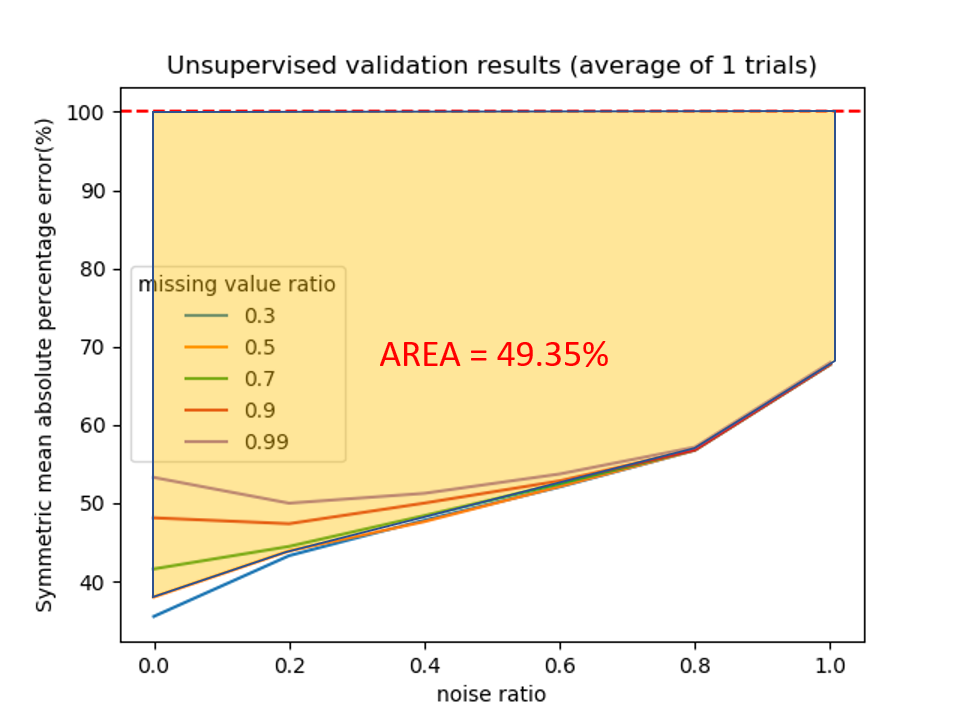 Unsupervised validation results (average of 1 trials)
Symmetric mean absolute percentage error(%)
100
90
80
70
60
50
40
missing value ratio
0.3
0.5
0.7
0.9
0.99
AREA = 49.35%
0.0 0.2 0.4 0.6 0.8 1.0
noise ratio